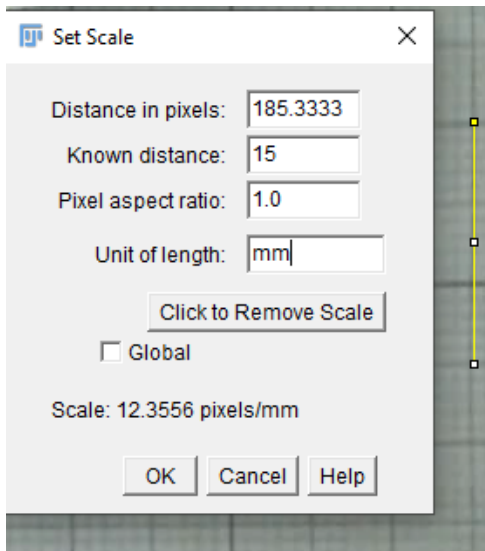 Set Scale
Distance in pixels: 185.3333
Known distance: 15
Pixel aspect ratio: 1.0
Unit of length: mm
Click to Remove Scale
Global
Scale: 12.3556 pixels/mm
OK Cancel Help